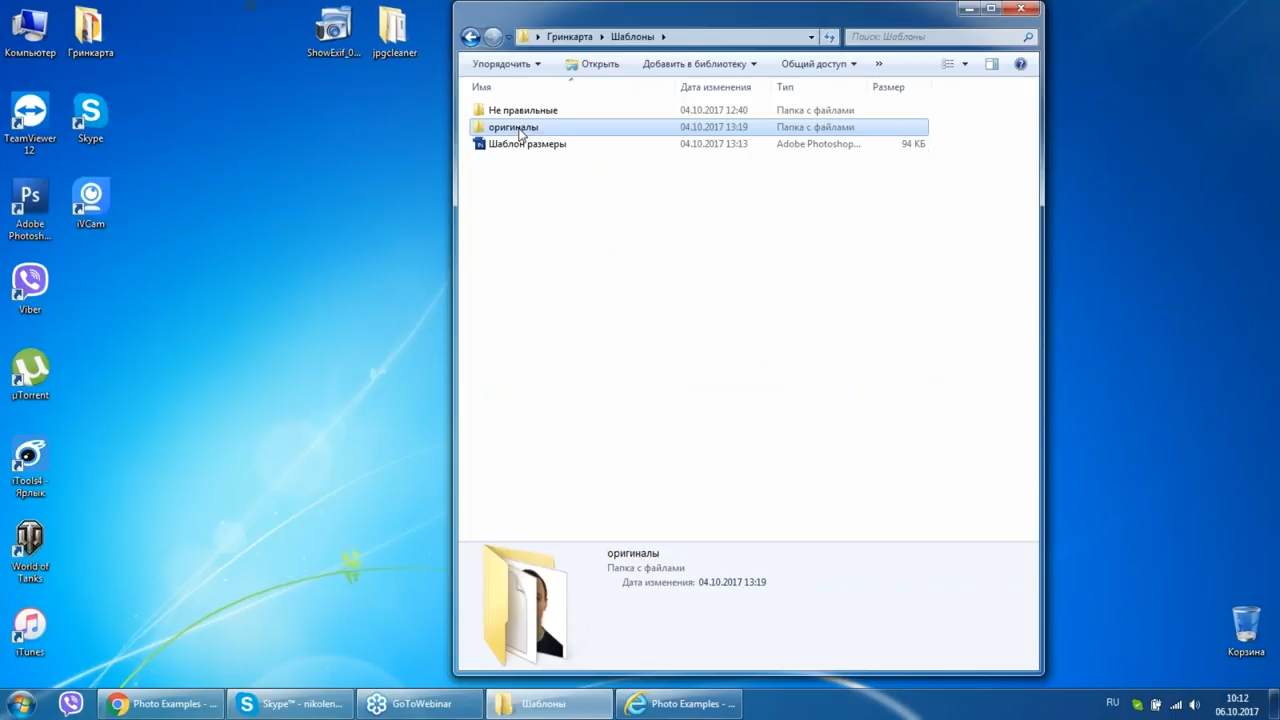 Компьютер
Гринкарта
ShowExif_0...
jpgcleaner
TeamViewer
12
Skype
Adobe
Photosh...
iVCam
Viber
µTorrent
iTools4 -
Ярлык
World of
Tanks
iTunes
Корзина
Гринкарта
Шаблоны
Поиск: Шаблоны
Упорядочить
Открыть
Добавить в библиотеку
Общий доступ
»
Имя
Дата изменения
Тип
Размер
Не правильные
04.10.2017 12:40
Папка с файлами
оригиналы
04.10.2017 13:19
Папка с файлами
Шаблон размеры
04.10.2017 13:13
Adobe Photoshop...
94 КБ
оригиналы
Папка с файлами
Дата изменения: 04.10.2017 13:19
Photo Examples - ...
Skype™ - nikolen...
GoToWebinar
Шаблоны
Photo Examples - ...
RU
10:12
06.10.2017